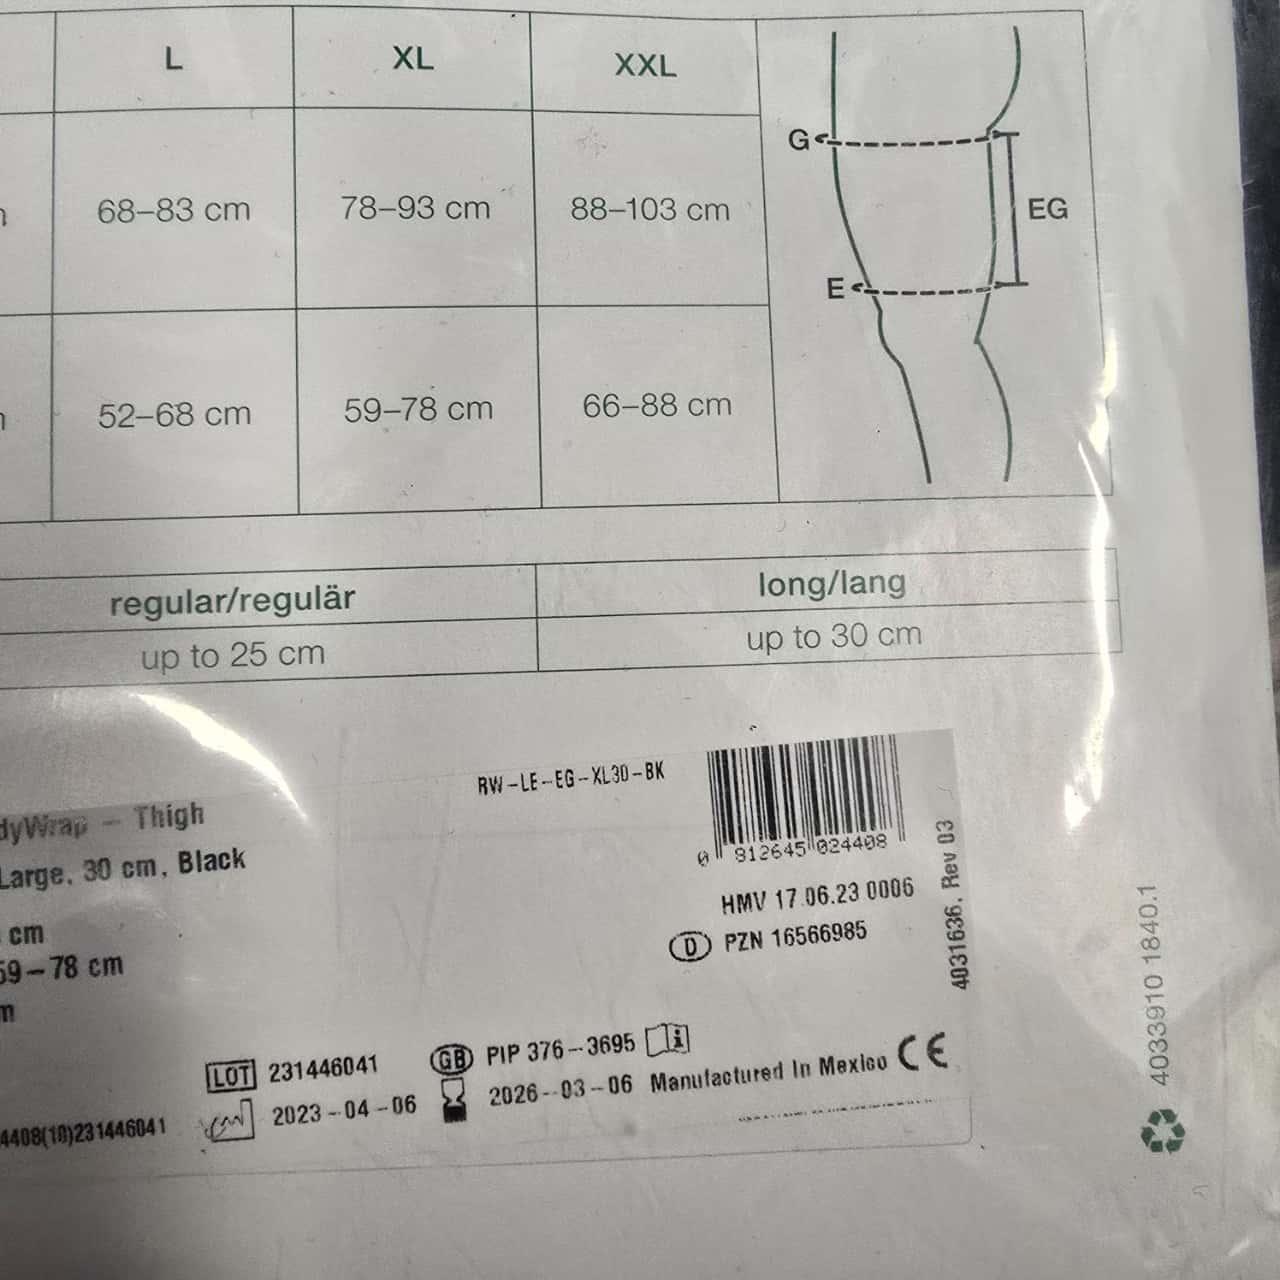 L XL XXL
G
68–83 cm 78–93 cm 88–103 cm EG
E
52–68 cm 59–78 cm 66–88 cm
regular/regulär long/lang
up to 25 cm up to 30 cm
RW-LE-EG-XL30-BK
dyWrap – Thigh
Large, 30 cm, Black
0 812645 024408
cm
59–78 cm
m
HMV 17.06.23 0006
D PZN 16566985
4031636, Rev 03
4033910 1840.1
LOT 231446041 GB PIP 376-3695 i
2023-04-06 2026-03-06 Manufactured In Mexico CE
4408(10)231446041